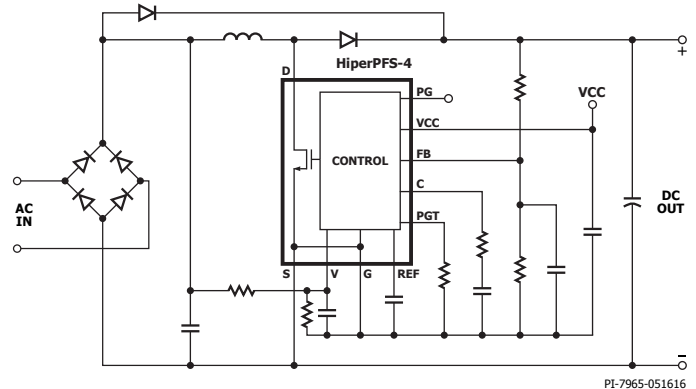 D
HiperPFS-4
PG
VCC
VCC
CONTROL
FB
C
PGT
AC
IN
DC
OUT
+
S
V
G
REF
−
PI-7965-051616